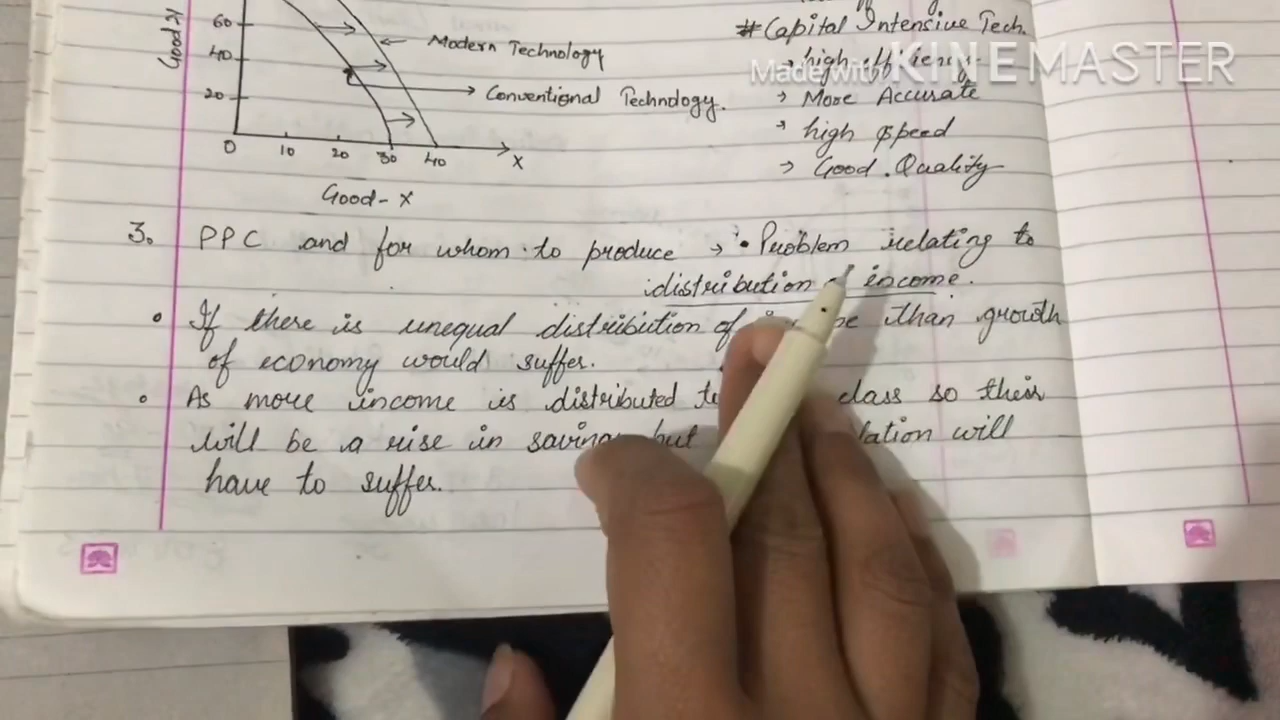 60
# Capital Intensive Tech.
Good-Y
Modern Technology
Made with KINEMASTER
high efficiency
40
Conventional Technology.
→ More Accurate
20
→ high speed
0 10 20 30 40 X
→ Good Quality
Good-X
3. PPC and for whom to produce → • Problem relating to
distribution income.
• If there is unequal distribution of than growth
of economy would suffer.
• As more income is distributed class so their
will be a rise in saving but will
have to suffer.